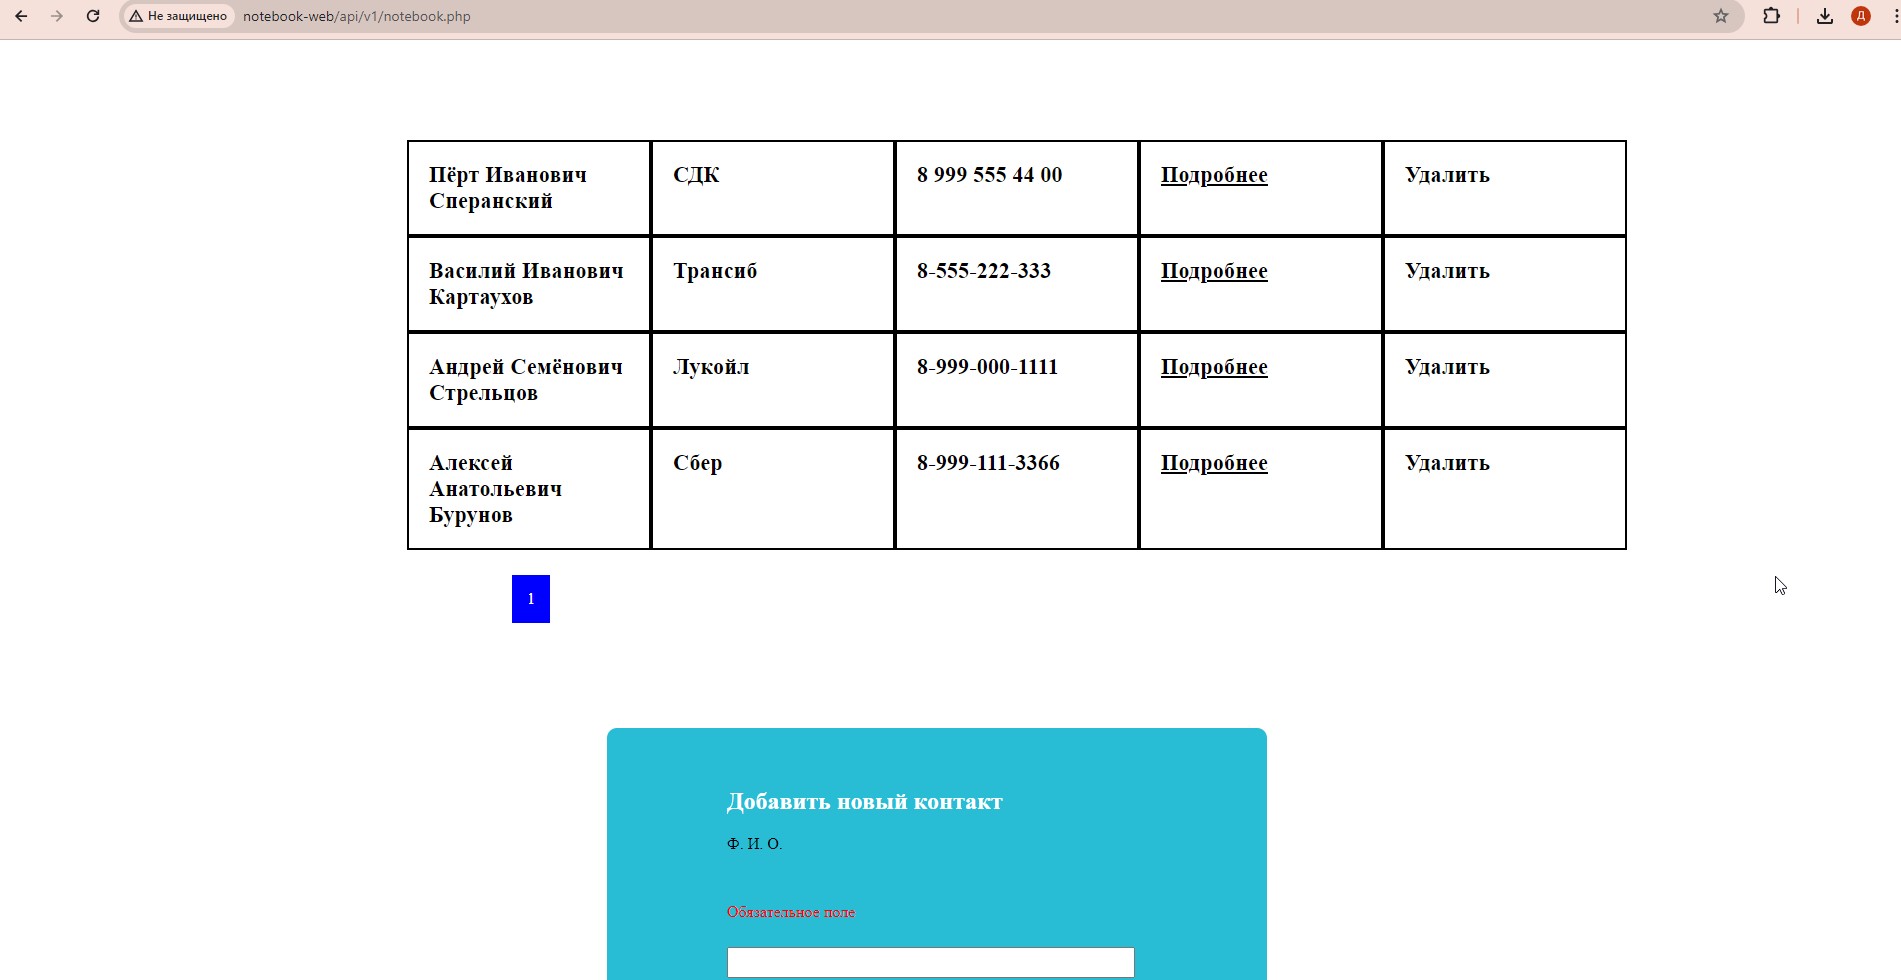 Не защищено notebook-web/api/v1/notebook.php Д
Пёрт Иванович
Сперанский
СДК
8 999 555 44 00
Подробнее
Удалить
Василий Иванович
Картаухов
Трансиб
8-555-222-333
Подробнее
Удалить
Андрей Семёнович
Стрельцов
Лукойл
8-999-000-1111
Подробнее
Удалить
Алексей
Анатольевич
Бурунов
Сбер
8-999-111-3366
Подробнее
Удалить
1
Добавить новый контакт
Ф. И. О.
Обязательное поле